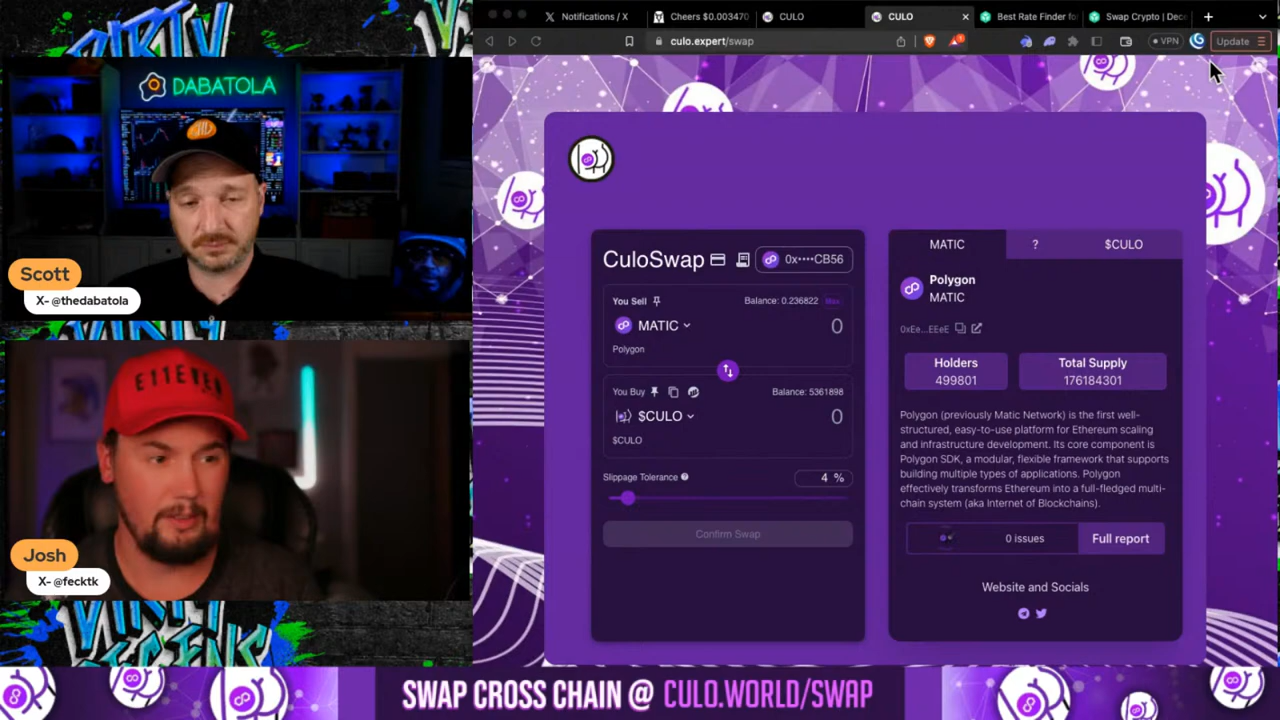 DABATOLA
Scott
X- @thedabatola
E11EVEN
Josh
X- @fecktk
Notifications / X
Cheers $0.003470
CULO
CULO
Best Rate Finder fo
Swap Crypto | Dece
culo.expert/swap
VPN
Update
CuloSwap
0x••••CB56
You Sell
Balance: 0.236822 Max
MATIC
0
Polygon
You Buy
Balance: 5361898
$CULO
0
$CULO
Slippage Tolerance
4 %
Confirm Swap
MATIC
?
$CULO
Polygon
MATIC
0xEe...EEeE
Holders
499801
Total Supply
176184301
Polygon (previously Matic Network) is the first well-
structured, easy-to-use platform for Ethereum scaling
and infrastructure development. Its core component is
Polygon SDK, a modular, flexible framework that supports
building multiple types of applications. Polygon
effectively transforms Ethereum into a full-fledged multi-
chain system (aka Internet of Blockchains).
0 issues
Full report
Website and Socials
SWAP CROSS CHAIN @ CULO.WORLD/SWAP